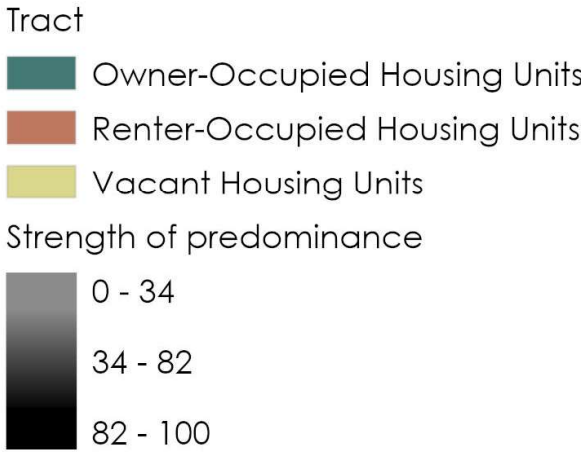 Tract
Owner-Occupied Housing Units
Renter-Occupied Housing Units
Vacant Housing Units
Strength of predominance
0 - 34
34 - 82
82 - 100